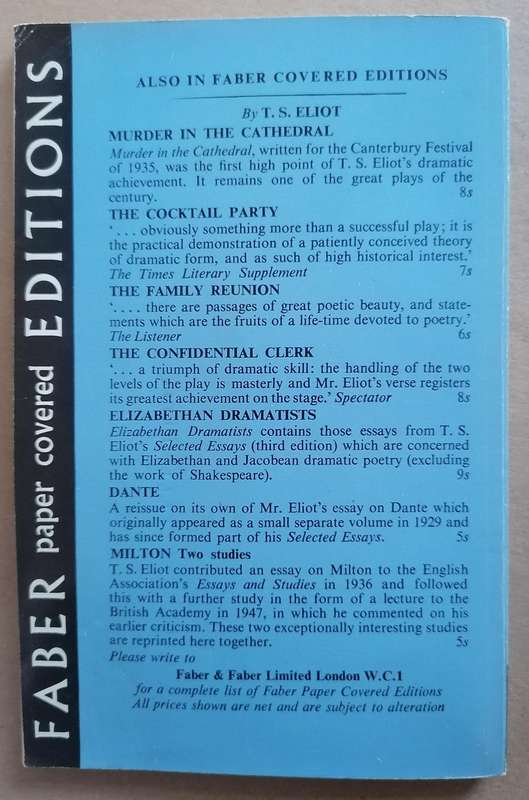 FABER paper covered EDITIONS
ALSO IN FABER COVERED EDITIONS
By T. S. ELIOT
MURDER IN THE CATHEDRAL
Murder in the Cathedral, written for the Canterbury Festival
of 1935, was the first high point of T. S. Eliot's dramatic
achievement. It remains one of the great plays of the
century. 8s
THE COCKTAIL PARTY
'. . . obviously something more than a successful play; it is
the practical demonstration of a patiently conceived theory
of dramatic form, and as such of high historical interest.'
The Times Literary Supplement 7s
THE FAMILY REUNION
'. . . . there are passages of great poetic beauty, and state-
ments which are the fruits of a life-time devoted to poetry.'
The Listener 6s
THE CONFIDENTIAL CLERK
'. . . a triumph of dramatic skill: the handling of the two
levels of the play is masterly and Mr. Eliot's verse registers
its greatest achievement on the stage.' Spectator 8s
ELIZABETHAN DRAMATISTS
Elizabethan Dramatists contains those essays from T. S.
Eliot's Selected Essays (third edition) which are concerned
with Elizabethan and Jacobean dramatic poetry (excluding
the work of Shakespeare). 9s
DANTE
A reissue on its own of Mr. Eliot's essay on Dante which
originally appeared as a small separate volume in 1929 and
has since formed part of his Selected Essays. 5s
MILTON Two studies
T. S. Eliot contributed an essay on Milton to the English
Association's Essays and Studies in 1936 and followed
this with a further study in the form of a lecture to the
British Academy in 1947, in which he commented on his
earlier criticism. These two exceptionally interesting studies
are reprinted here together. 5s
Please write to
Faber & Faber Limited London W.C.1
for a complete list of Faber Paper Covered Editions
All prices shown are net and are subject to alteration